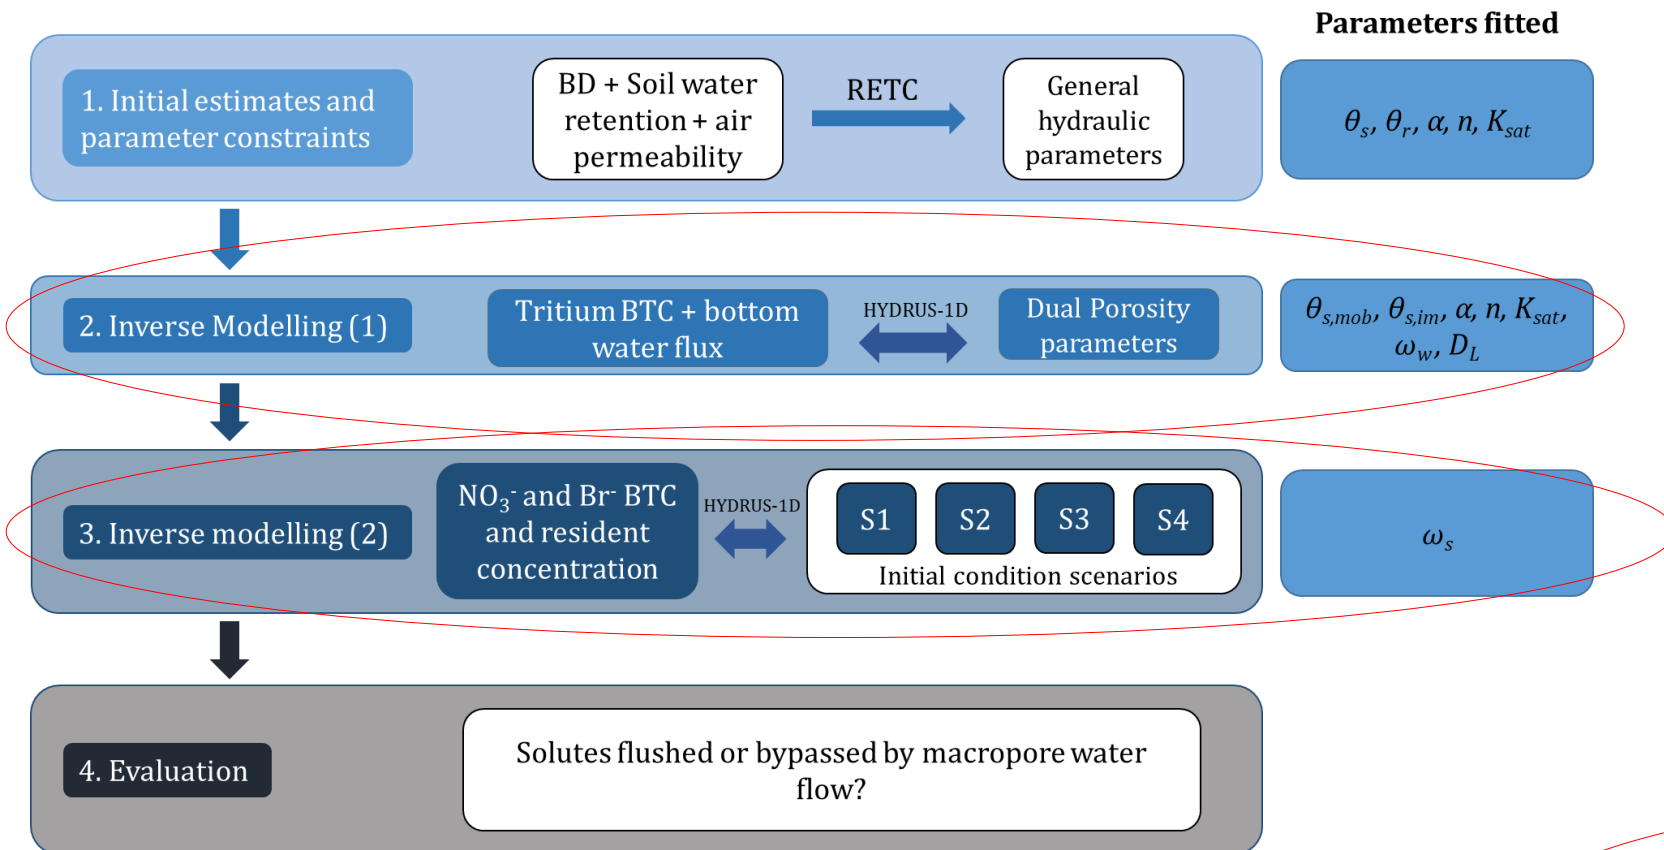 Parameters fitted
1. Initial estimates and
parameter constraints
BD + Soil water
retention + air
permeability
RETC
General
hydraulic
parameters
θs, θr, α, n, Ksat
2. Inverse Modelling (1)
Tritium BTC + bottom
water flux
HYDRUS-1D
Dual Porosity
parameters
θs,mob, θs,im, α, n, Ksat,
ωw, DL
3. Inverse modelling (2)
NO3- and Br- BTC
and resident
concentration
HYDRUS-1D
S1
S2
S3
S4
Initial condition scenarios
ωs
4. Evaluation
Solutes flushed or bypassed by macropore water
flow?